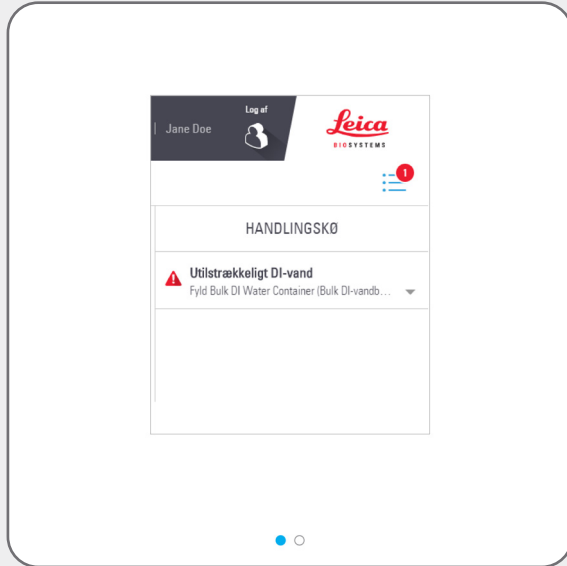 Log af
| Jane Doe
Leica
BIOSYSTEMS
1
HANDLINGSKØ
Utilstrækkeligt DI-vand
Fyld Bulk DI Water Container (Bulk DI-vandb...